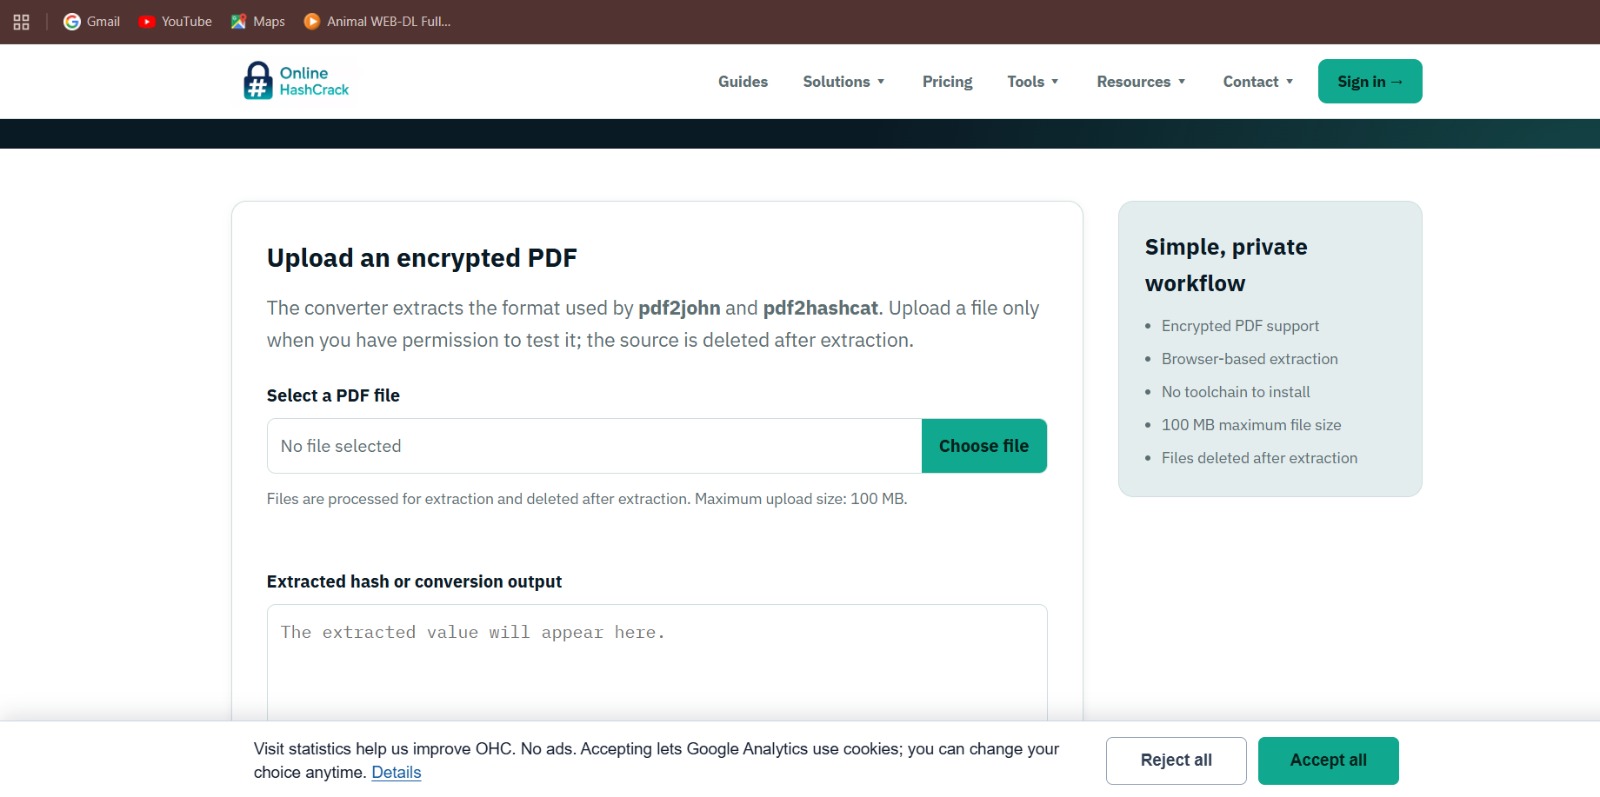 Gmail
YouTube
Maps
Animal WEB-DL Full...
Online
HashCrack
#
Guides
Solutions
Pricing
Tools
Resources
Contact
Sign in →
Upload an encrypted PDF
The converter extracts the format used by pdf2john and pdf2hashcat. Upload a file only
when you have permission to test it; the source is deleted after extraction.
Select a PDF file
No file selected
Choose file
Files are processed for extraction and deleted after extraction. Maximum upload size: 100 MB.
Extracted hash or conversion output
The extracted value will appear here.
Simple, private
workflow
• Encrypted PDF support
• Browser-based extraction
• No toolchain to install
• 100 MB maximum file size
• Files deleted after extraction
Visit statistics help us improve OHC. No ads. Accepting lets Google Analytics use cookies; you can change your
choice anytime. Details
Reject all
Accept all